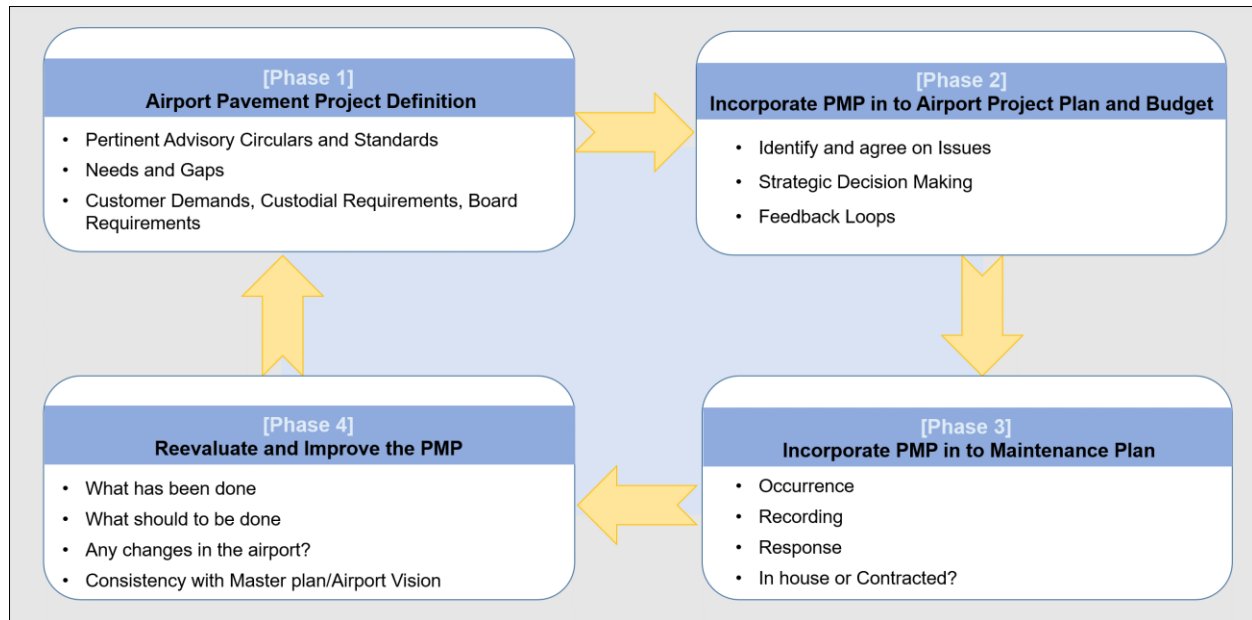 [Phase 1]
Airport Pavement Project Definition
• Pertinent Advisory Circulars and Standards
• Needs and Gaps
• Customer Demands, Custodial Requirements, Board
Requirements
[Phase 2]
Incorporate PMP in to Airport Project Plan and Budget
• Identify and agree on Issues
• Strategic Decision Making
• Feedback Loops
[Phase 3]
Incorporate PMP in to Maintenance Plan
• Occurrence
• Recording
• Response
• In house or Contracted?
[Phase 4]
Reevaluate and Improve the PMP
• What has been done
• What should to be done
• Any changes in the airport?
• Consistency with Master plan/Airport Vision